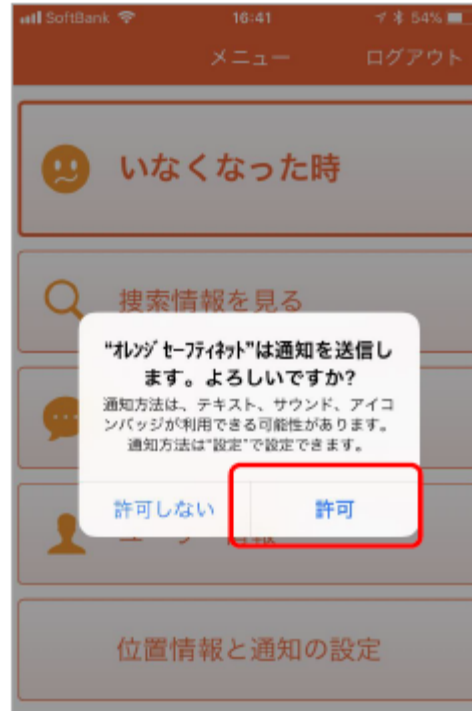 SoftBank 16:41 54%
メニュー ログアウト
いなくなった時
捜索情報を見る
“オレンジ セーフティネット”は通知を送信し
ます。よろしいですか?
通知方法は、テキスト、サウンド、アイコ
ンバッジが利用できる可能性があります。
通知方法は“設定”で設定できます。
許可しない 許可
位置情報と通知の設定